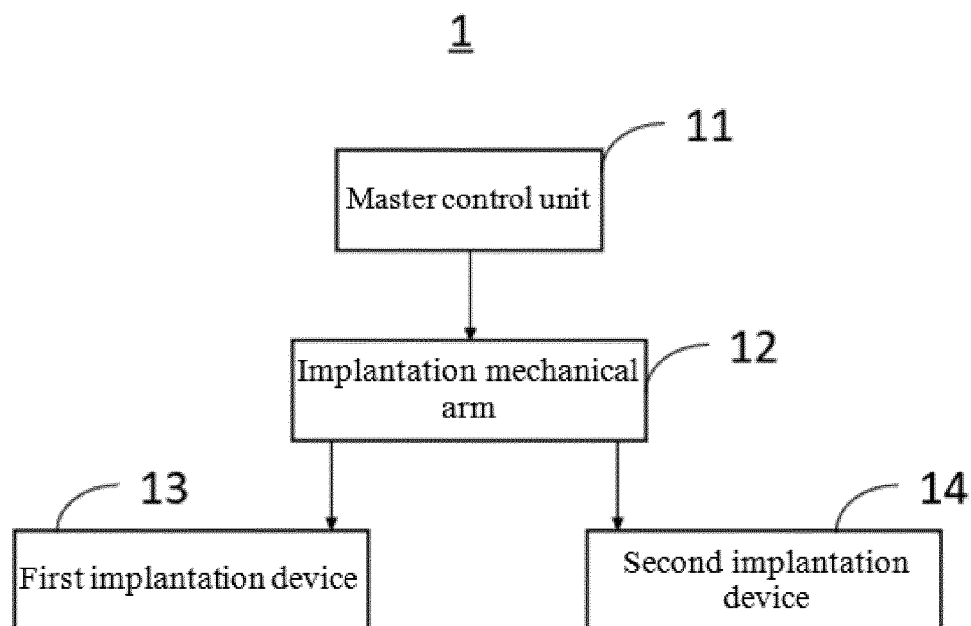 1
11
Master control unit
12
Implantation mechanical
arm
13
14
First implantation device
Second implantation
device